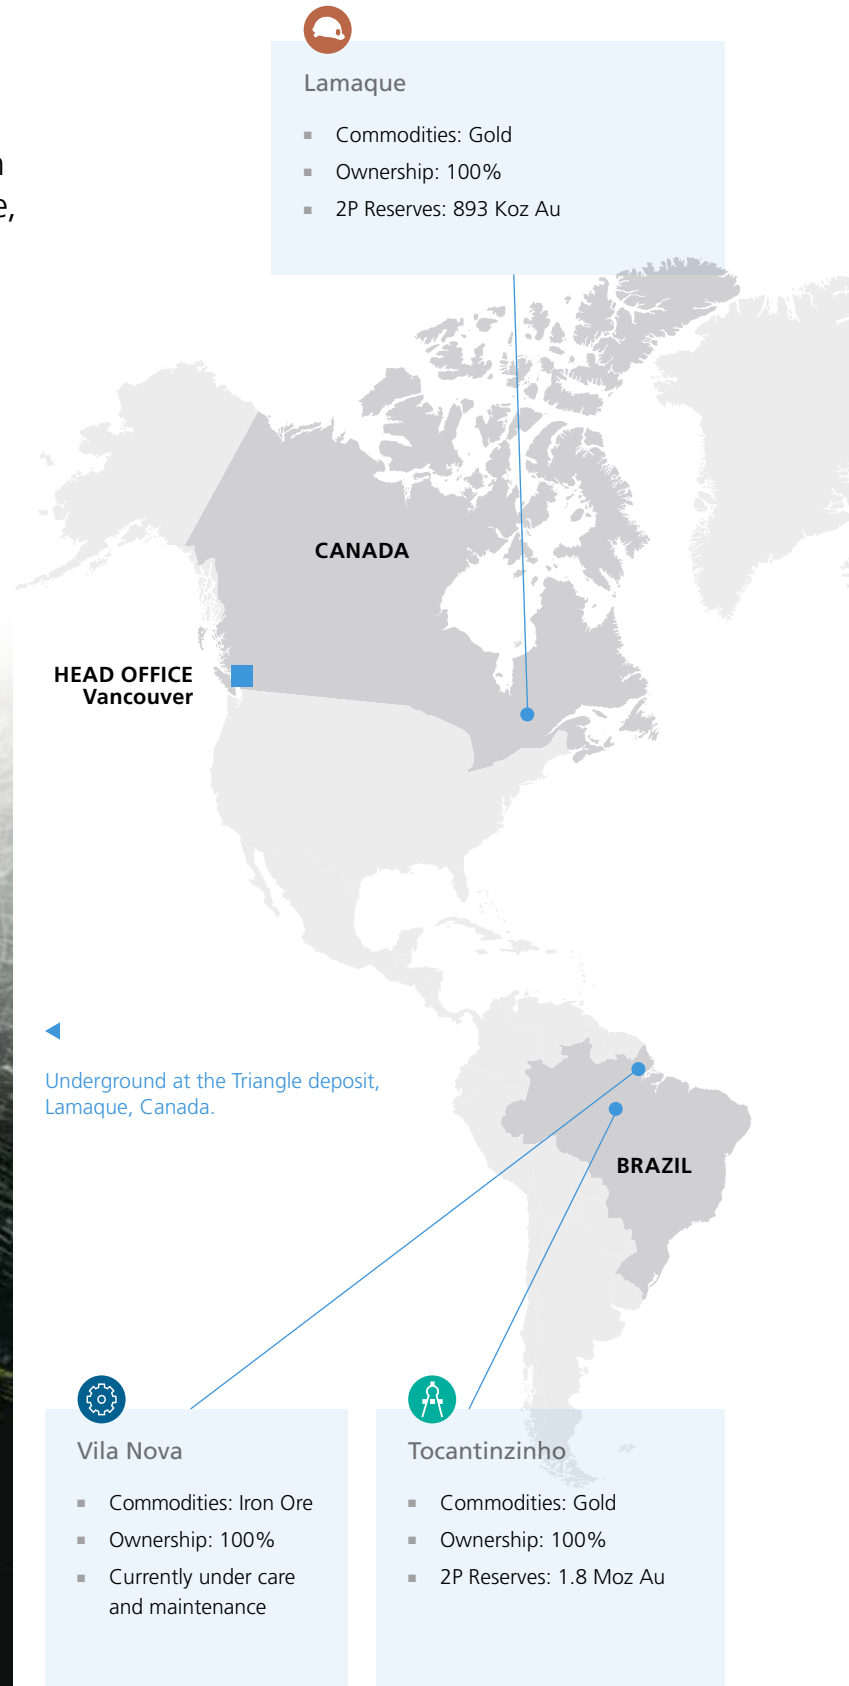 Lamaque
▪ Commodities: Gold
▪ Ownership: 100%
▪ 2P Reserves: 893 Koz Au
e,
CANADA
HEAD OFFICE
Vancouver
Underground at the Triangle deposit,
Lamaque, Canada.
BRAZIL
Vila Nova
▪ Commodities: Iron Ore
▪ Ownership: 100%
▪ Currently under care
and maintenance
Tocantinzinho
▪ Commodities: Gold
▪ Ownership: 100%
▪ 2P Reserves: 1.8 Moz Au